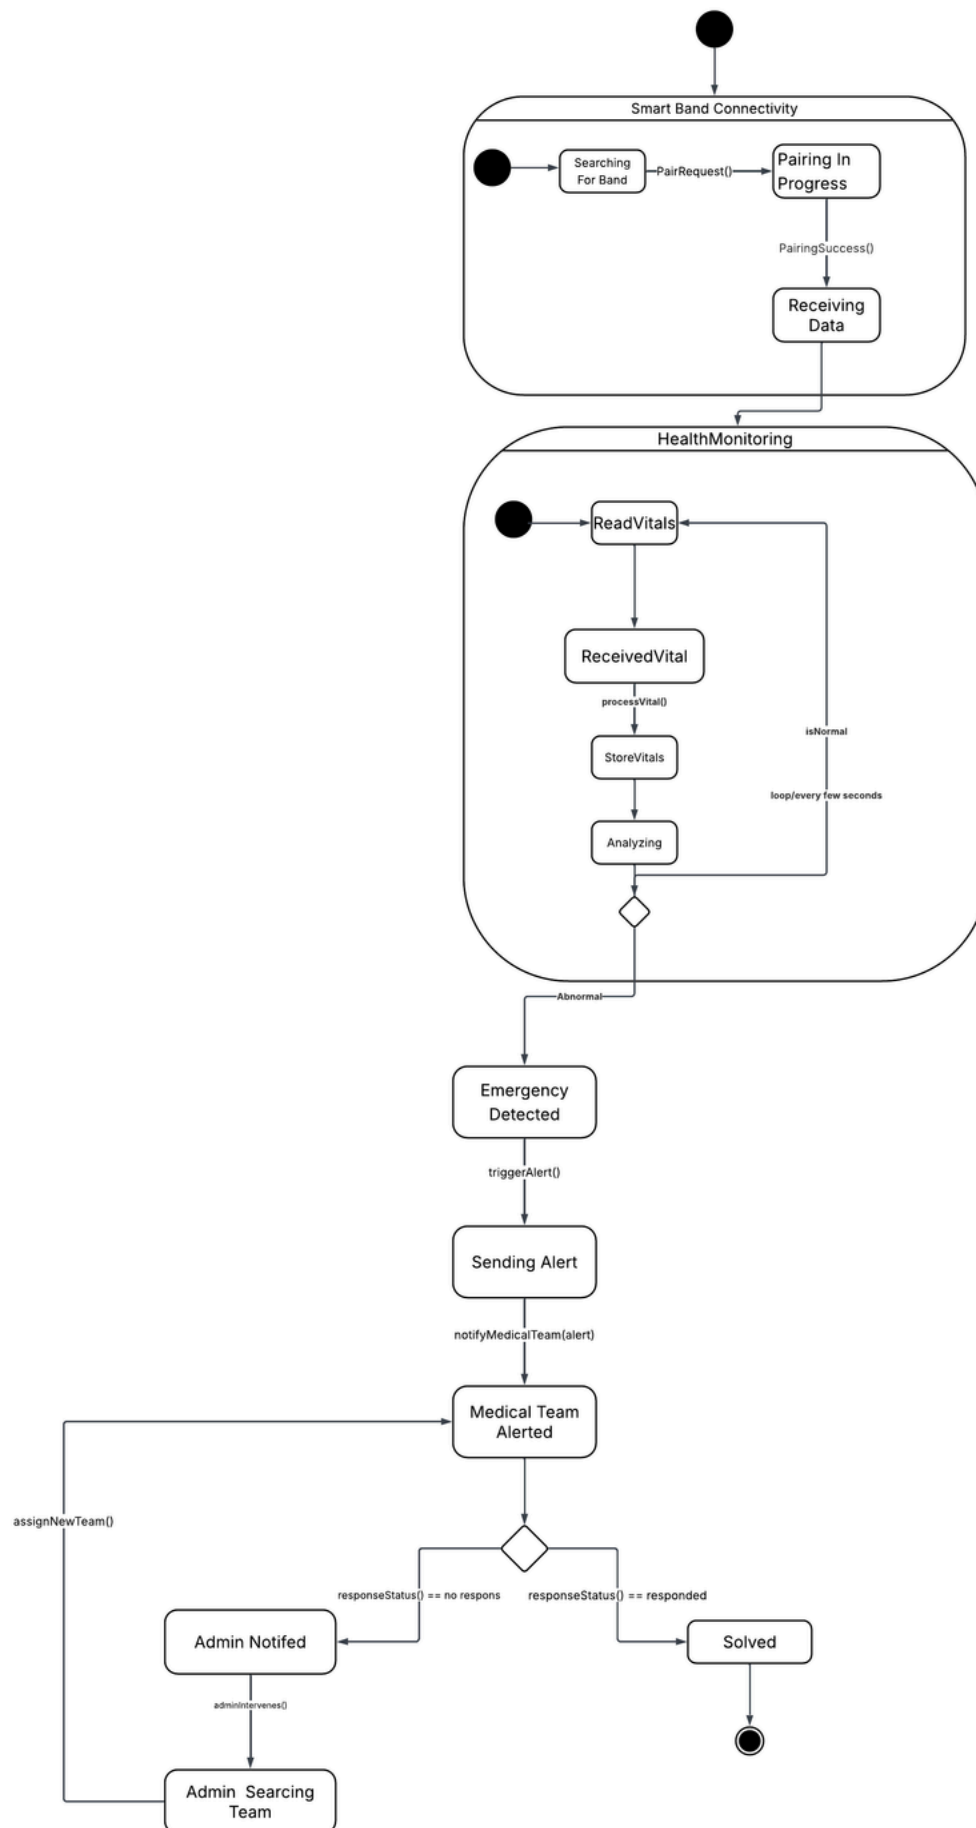 Smart Band Connectivity
Searching
For Band
PairRequest()
Pairing In
Progress
PairingSuccess()
Receiving
Data
HealthMonitoring
ReadVitals
ReceivedVital
processVital()
StoreVitals
isNormal
loop/every few seconds
Analyzing
Abnormal
Emergency
Detected
triggerAlert()
Sending Alert
notifyMedicalTeam(alert)
Medical Team
Alerted
assignNewTeam()
responseStatus() == no respons
responseStatus() == responded
Admin Notifed
Solved
adminIntervenes()
Admin Searcing
Team